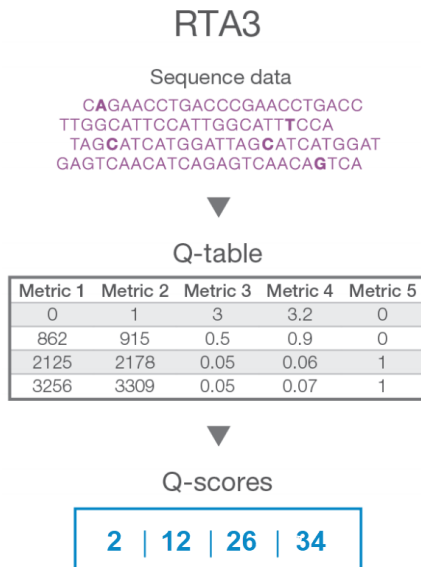 RTA3
Sequence data
CAGAACCTGACCCGAACCTGACC
TTGGCATTCCATTGGCATTTCCA
TAGCATCATGGATTAGCATCATGGAT
GAGTCAACATCAGAGTCAACAGTCA
Q-table
Metric 1 Metric 2 Metric 3 Metric 4 Metric 5
0 1 3 3.2 0
862 915 0.5 0.9 0
2125 2178 0.05 0.06 1
3256 3309 0.05 0.07 1
Q-scores
2 | 12 | 26 | 34